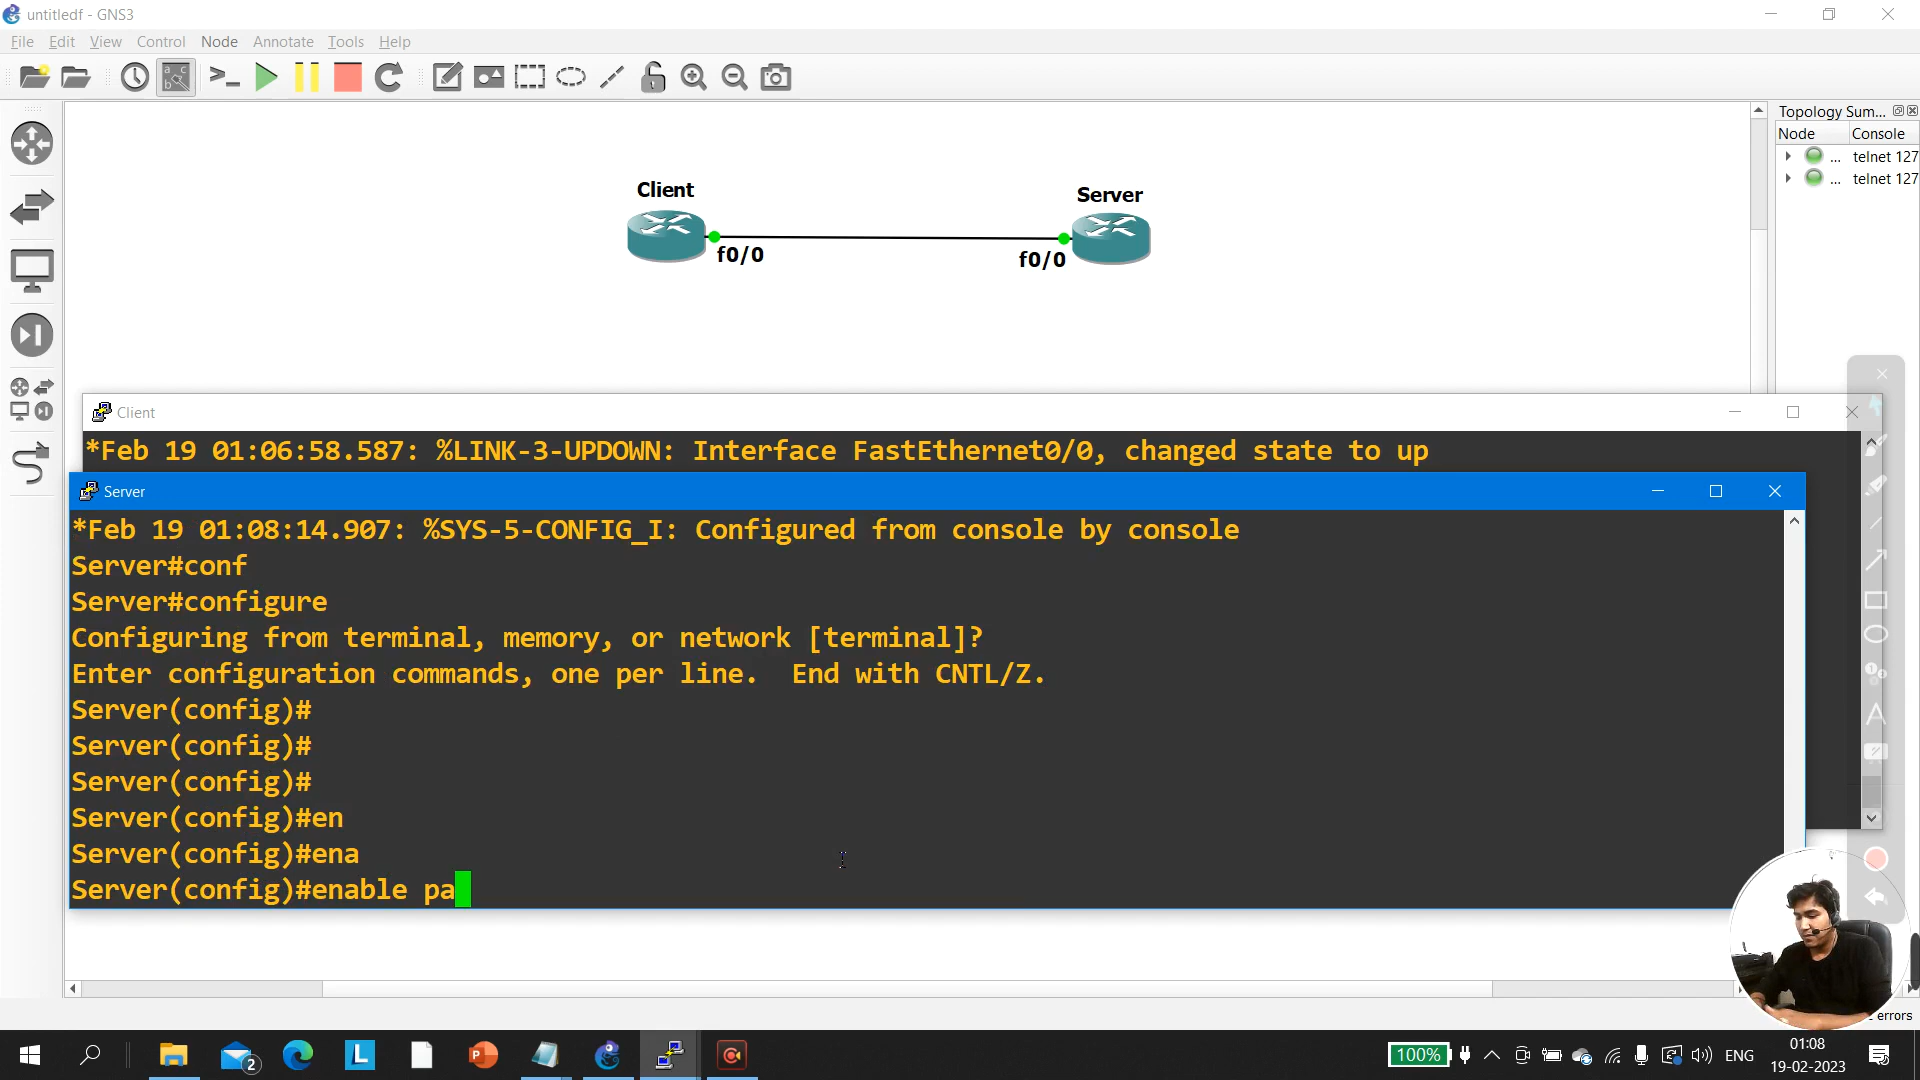 untitledf - GNS3
File Edit View Control Node Annotate Tools Help
Topology Sum...
Node Console
... telnet 127
... telnet 127
Client
Server
f0/0
f0/0
Client
*Feb 19 01:06:58.587: %LINK-3-UPDOWN: Interface FastEthernet0/0, changed state to up
Server
*Feb 19 01:08:14.907: %SYS-5-CONFIG_I: Configured from console by console
Server#conf
Server#configure
Configuring from terminal, memory, or network [terminal]?
Enter configuration commands, one per line.  End with CNTL/Z.
Server(config)#
Server(config)#
Server(config)#
Server(config)#en
Server(config)#ena
Server(config)#enable pa
errors
100%
ENG
01:08
19-02-2023
2